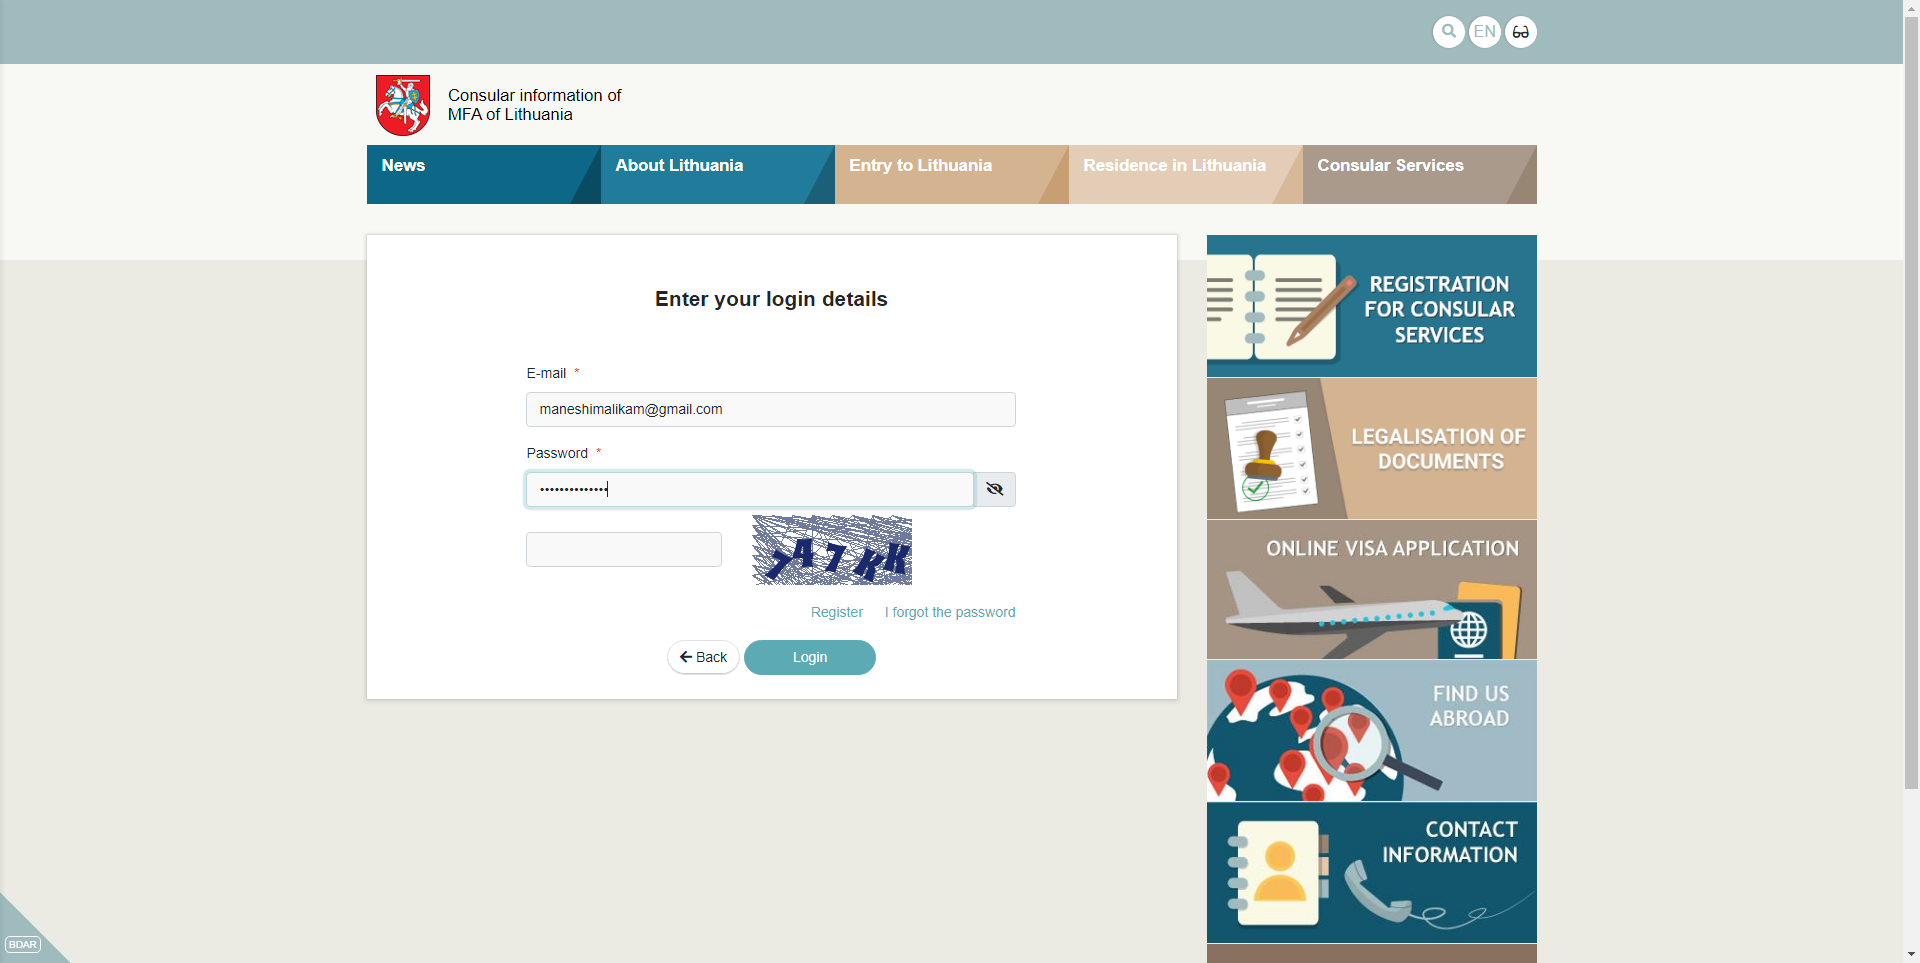 EN
Consular information of
MFA of Lithuania
News
About Lithuania
Entry to Lithuania
Residence in Lithuania
Consular Services
Enter your login details
E-mail *
maneshimalikam@gmail.com
Password *
••••••••••••••
Register
I forgot the password
Back
Login
REGISTRATION
FOR CONSULAR
SERVICES
LEGALISATION OF
DOCUMENTS
ONLINE VISA APPLICATION
FIND US
ABROAD
CONTACT
INFORMATION
BDAR